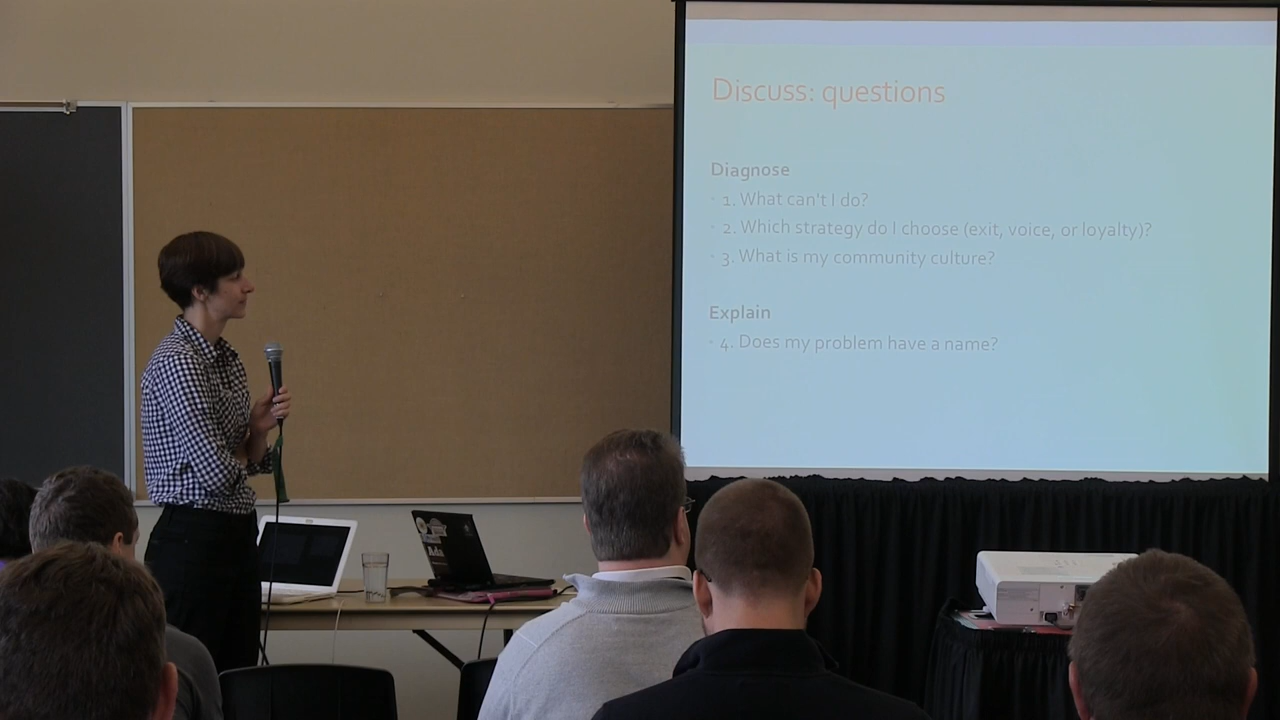 Discuss: questions
Diagnose
1. What can't I do?
2. Which strategy do I choose (exit, voice, or loyalty)?
3. What is my community culture?
Explain
4. Does my problem have a name?